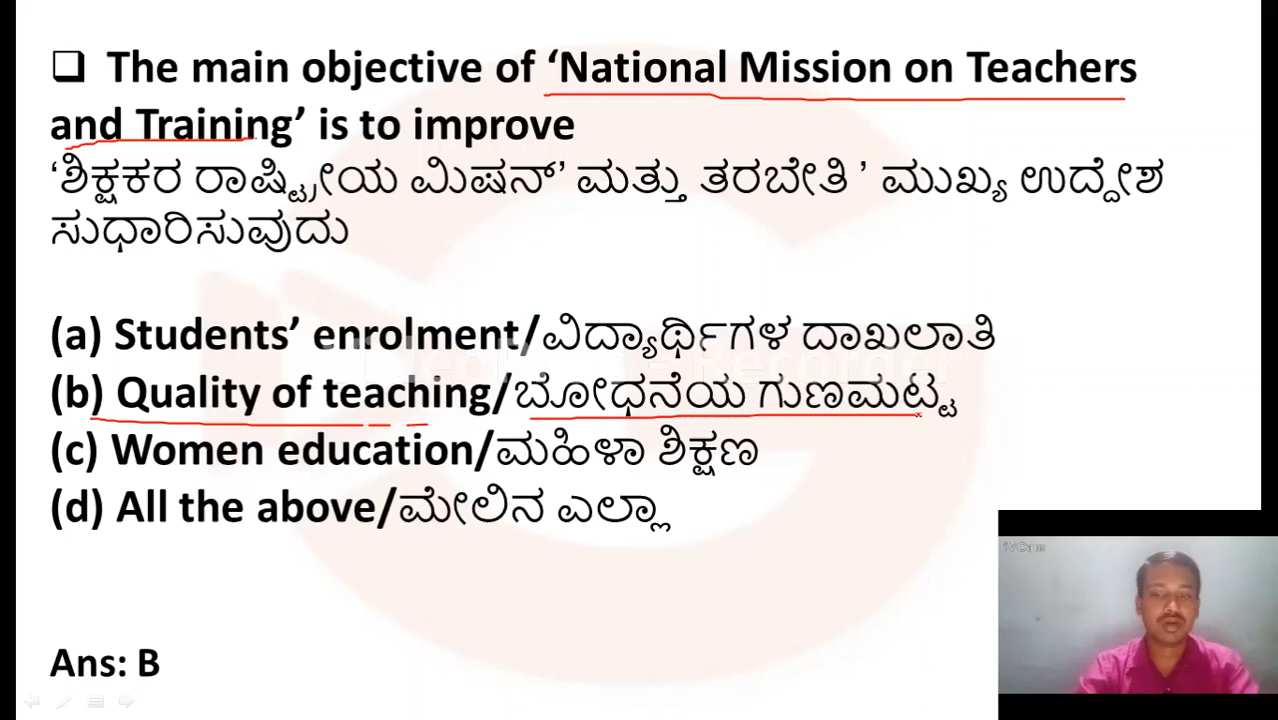 ❑ The main objective of ‘National Mission on Teachers
and Training’ is to improve
‘ಶಿಕ್ಷಕರ ರಾಷ್ಟ್ರೀಯ ಮಿಷನ್’ ಮತ್ತು ತರಬೇತಿ ’ ಮುಖ್ಯ ಉದ್ದೇಶ
ಸುಧಾರಿಸುವುದು
(a) Students’ enrolment/ವಿದ್ಯಾರ್ಥಿಗಳ ದಾಖಲಾತಿ
(b) Quality of teaching/ಬೋಧನೆಯ ಗುಣಮಟ್ಟ
(c) Women education/ಮಹಿಳಾ ಶಿಕ್ಷಣ
(d) All the above/ಮೇಲಿನ ಎಲ್ಲಾ
iVCam
Ans: B